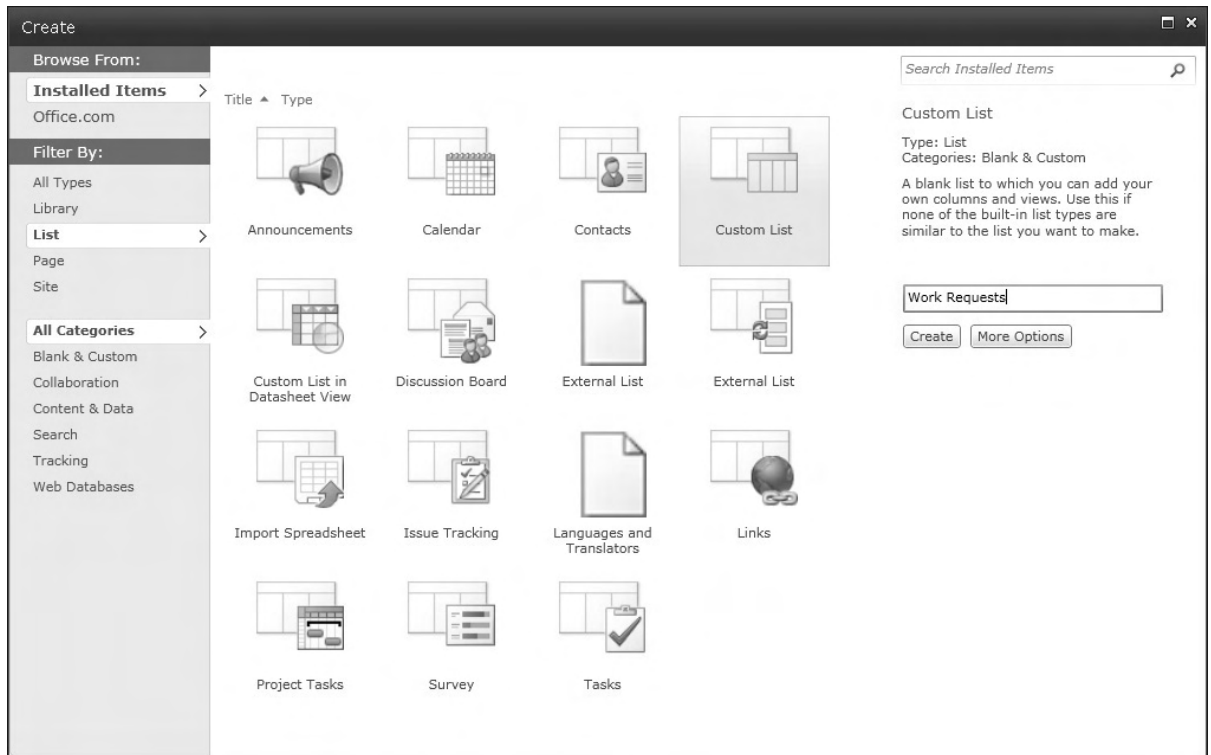 Create
Browse From:
Installed Items
Office.com
Filter By:
All Types
Library
List
Page
Site
All Categories
Blank & Custom
Collaboration
Content & Data
Search
Tracking
Web Databases
Title Type
Announcements
Calendar
Contacts
Custom List
Custom List in
Datasheet View
Discussion Board
External List
External List
Import Spreadsheet
Issue Tracking
Languages and
Translators
Links
Project Tasks
Survey
Tasks
Search Installed Items
Custom List
Type: List
Categories: Blank & Custom
A blank list to which you can add your
own columns and views. Use this if
none of the built-in list types are
similar to the list you want to make.
Work Requests
Create More Options